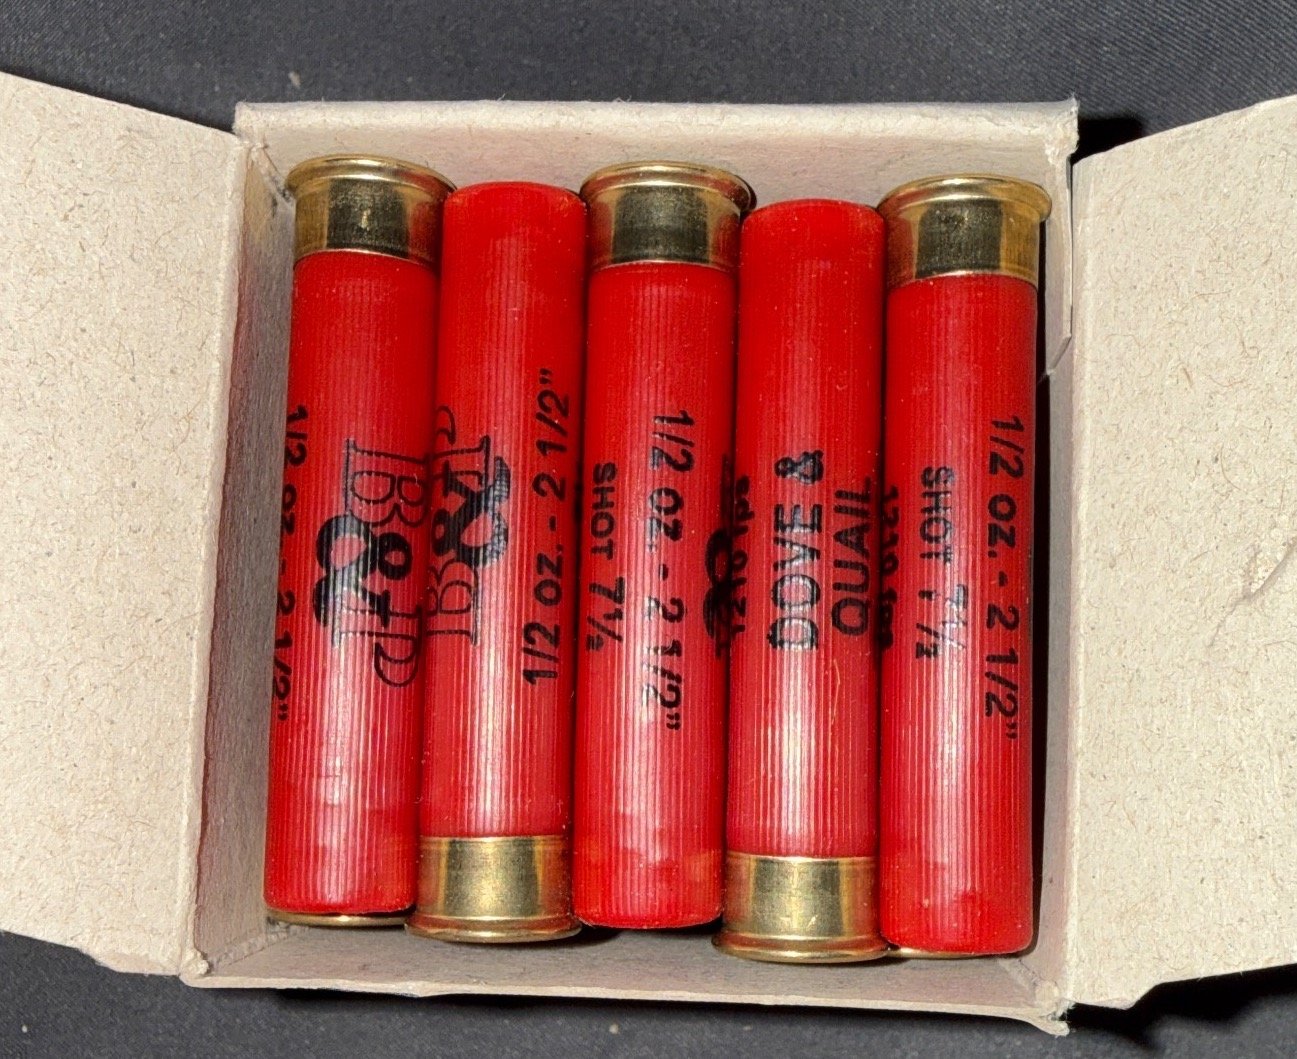 1/2 oz. - 2 1/2”
B&P
B&P
1/2 oz. - 2 1/2”
1/2 oz. - 2 1/2”
SHOT 7½
DOVE &
QUAIL
1/2 oz. - 2 1/2”
SHOT 7½